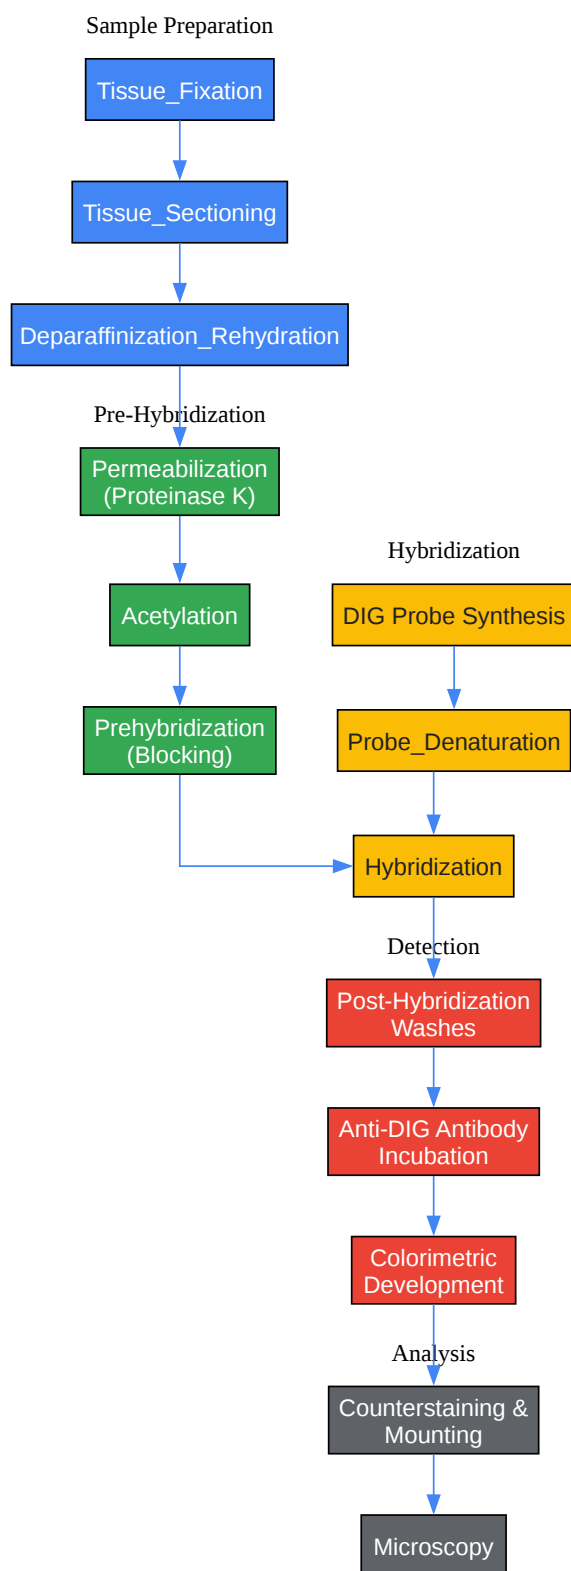 Sample Preparation
Tissue_Fixation
Tissue_Sectioning
Deparaffinization_Rehydration
Pre-Hybridization
Permeabilization
(Proteinase K)
Acetylation
Prehybridization
(Blocking)
Hybridization
DIG Probe Synthesis
Probe_Denaturation
Hybridization
Detection
Post-Hybridization
Washes
Anti-DIG Antibody
Incubation
Colorimetric
Development
Analysis
Counterstaining &
Mounting
Microscopy